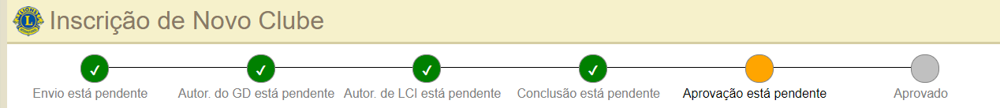 Inscrição de Novo Clube
Envio está pendente
Autor. do GD está pendente
Autor. de LCI está pendente
Conclusão está pendente
Aprovação está pendente
Aprovado